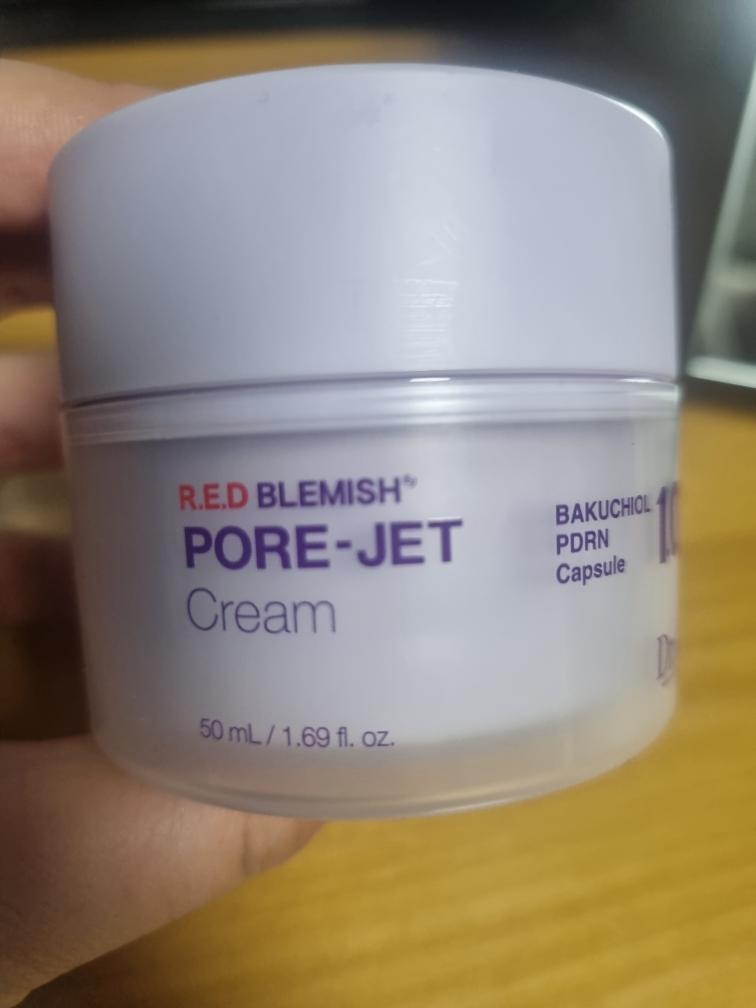 R.E.D BLEMISH
PORE-JET
Cream
50 mL / 1.69 fl. oz.
BAKUCHIOL
PDRN
Capsule